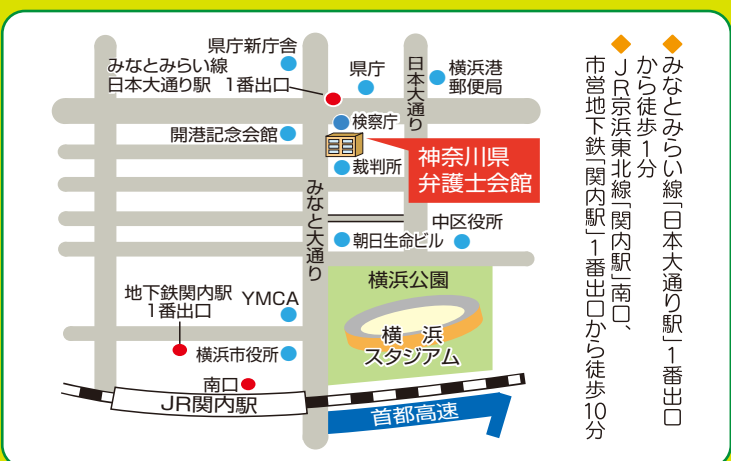 県庁新庁舎
みなとみらい線
日本大通り駅 1番出口
県庁
日本大通り
横浜港
郵便局
検察庁
開港記念会館
神奈川県
弁護士会館
裁判所
みなと大通り
中区役所
朝日生命ビル
横浜公園
地下鉄関内駅
1番出口
YMCA
横浜
スタジアム
横浜市役所
南口
JR関内駅
首都高速
◆みなとみらい線「日本大通り駅」1番出口
から徒歩1分
◆JR京浜東北線「関内駅」南口、
市営地下鉄「関内駅」1番出口から徒歩10分